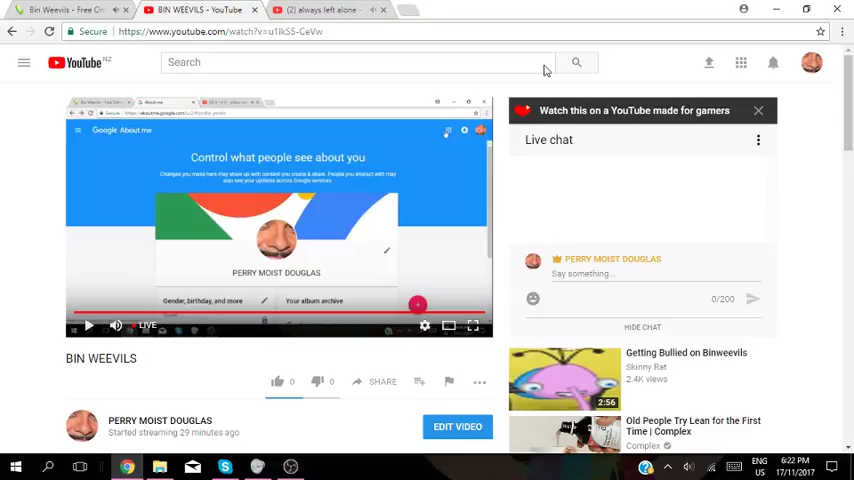 Bin Weevils - Free On
BIN WEEVILS - YouTube
(2) always left alone -
Secure
https://www.youtube.com/watch?v=u1IkS5-CeVw
YouTube NZ
Search
Google About me
Control what people see about you
Changes you make here may show up with content you create & share. People you interact with may
also see your updates across Google services.
PERRY MOIST DOUGLAS
Gender, birthday, and more
Your album archive
LIVE
BIN WEEVILS
0
0
SHARE
PERRY MOIST DOUGLAS
Started streaming 29 minutes ago
EDIT VIDEO
Watch this on a YouTube made for gamers
Live chat
PERRY MOIST DOUGLAS
Say something...
0/200
HIDE CHAT
2:56
Getting Bullied on Binweevils
Skinny Rat
2.4K views
Old People Try Lean for the First
Time | Complex
Complex
ENG
US
6:22 PM
17/11/2017